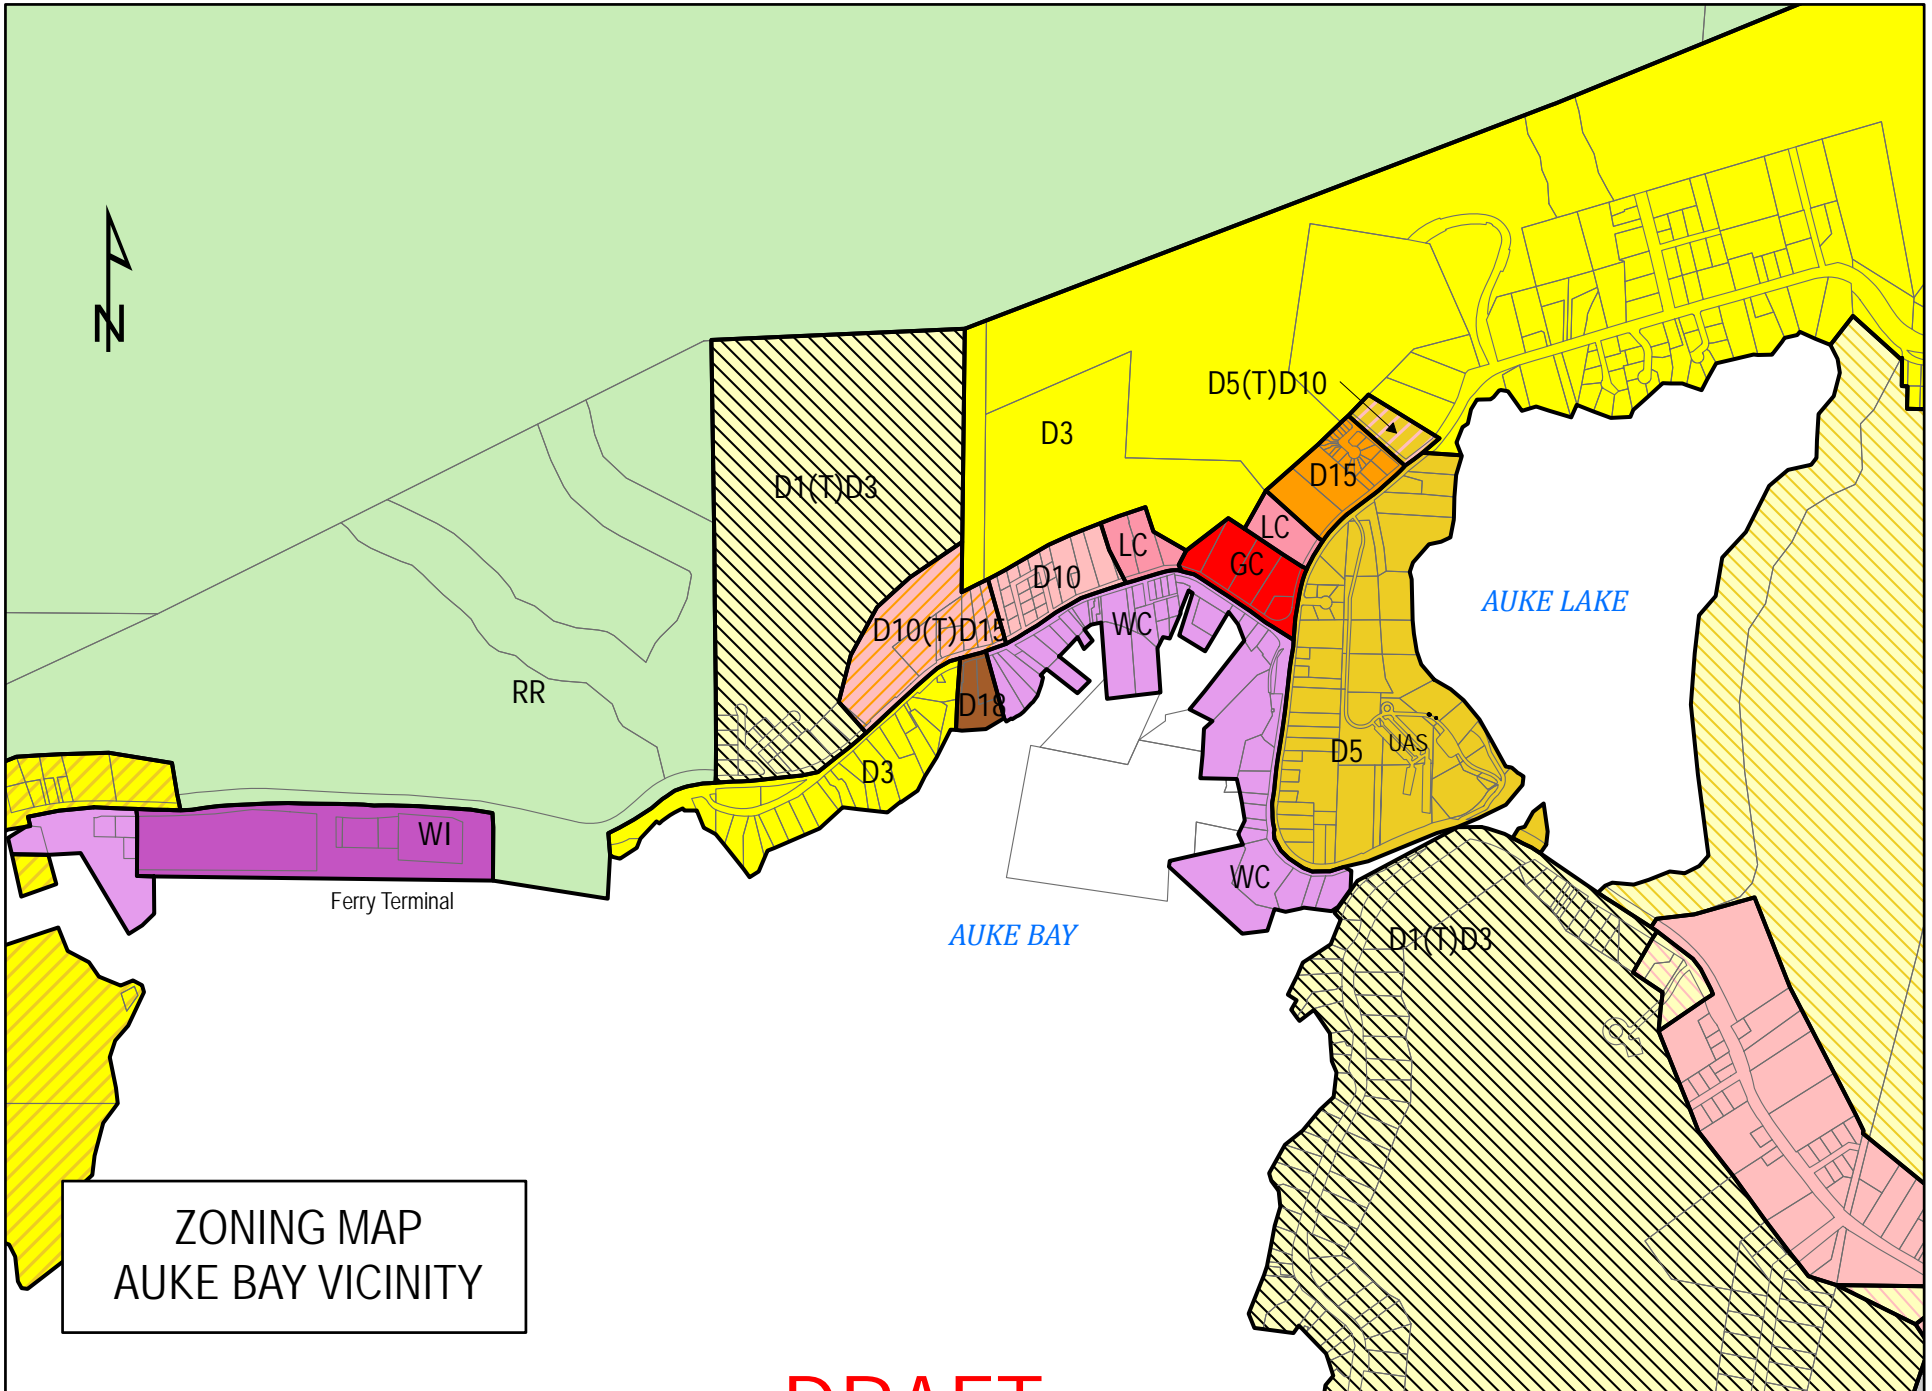 N
D5(T)D10
D3
D15
D1(T)D3
LC
LC
GC
D10
AUKE LAKE
WC
D10(T)D15
RR
D18
D5
UAS
D3
WI
WC
Ferry Terminal
AUKE BAY
D1(T)D3
ZONING MAP
AUKE BAY VICINITY
DRAFT